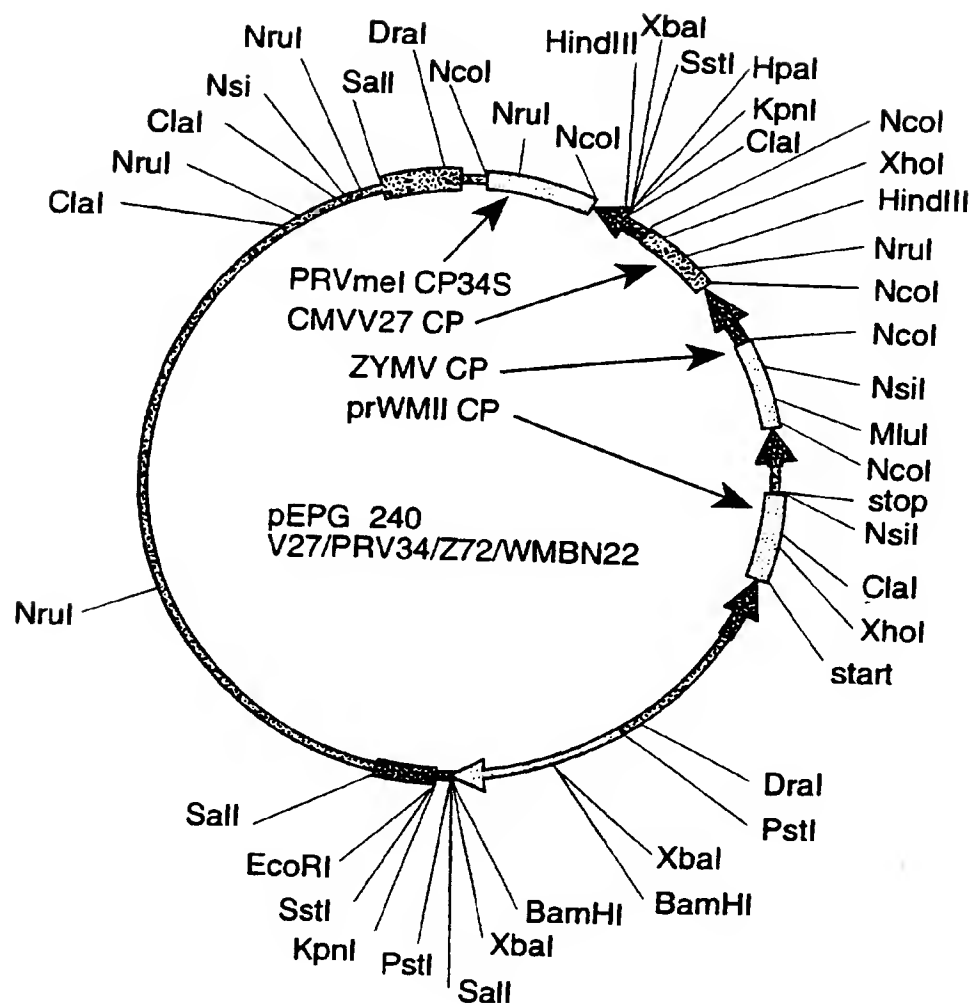 NruI
DraI
HindIII
XbaI
SstI
HpaI
KpnI
ClaI
Nsi
SalI
NcoI
NruI
NcoI
NcoI
XhoI
HindIII
NruI
NcoI
NcoI
NsiI
MluI
NcoI
stop
NsiI
ClaI
XhoI
start
ClaI
NruI
ClaI
PRVmel CP34S
CMVV27 CP
ZYMV CP
prWMII CP
pEPG 240
V27/PRV34/Z72/WMBN22
NruI
DraI
PstI
XbaI
BamHI
SalI
EcoRI
SstI
KpnI
PstI
SalI
XbaI
BamHI